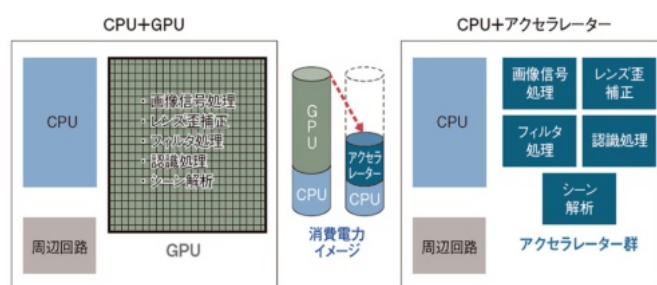 CPU+GPU
CPU
・画像信号処理
・レンズ歪補正
・フィルタ処理
・認識処理
・シーン解析
周辺回路
GPU
GPU
CPU
アクセラ
レーター
CPU
消費電力
イメージ
CPU+アクセラレーター
CPU
画像信号
処理
レンズ歪
補正
フィルタ
処理
認識処理
シーン
解析
周辺回路
アクセラレーター群